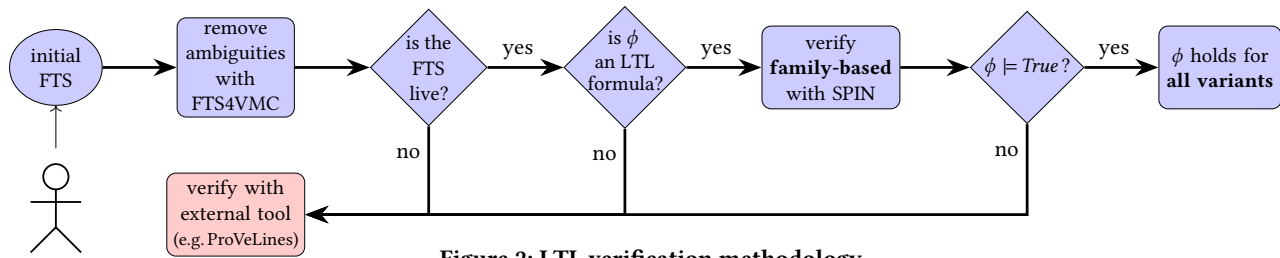 initial
FTS
remove
ambiguities
with
FTS4VMC
is the
FTS
live?
yes
is ϕ
an LTL
formula?
yes
verify
family-based
with SPIN
ϕ ⊨ True ?
yes
ϕ holds for
all variants
no
no
no
verify with
external tool
(e.g. ProVeLines)
Figure 2: LTL verification methodology